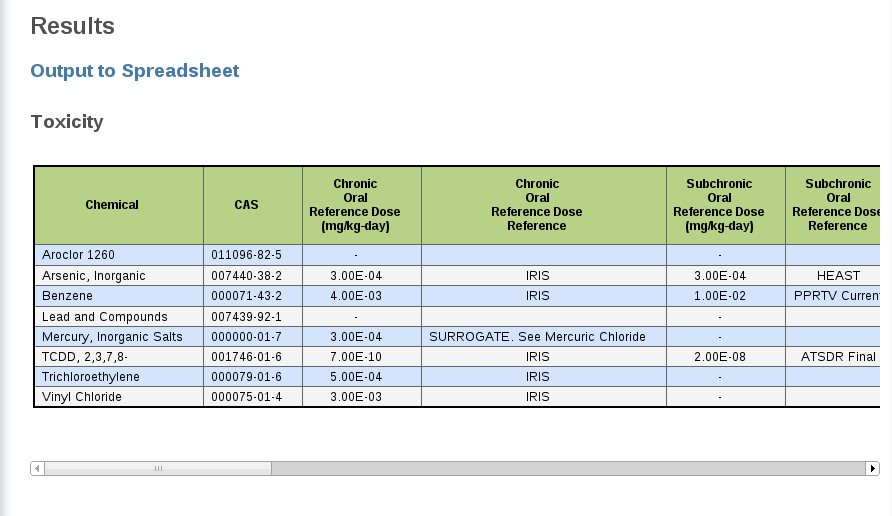 Results
Output to Spreadsheet
Toxicity
Chemical CAS Chronic Oral Reference Dose (mg/kg-day) Chronic Oral Reference Dose Reference Subchronic Oral Reference Dose (mg/kg-day) Subchronic Oral Reference Dose Reference
Aroclor 1260 011096-82-5 - -
Arsenic, Inorganic 007440-38-2 3.00E-04 IRIS 3.00E-04 HEAST
Benzene 000071-43-2 4.00E-03 IRIS 1.00E-02 PPRTV Current
Lead and Compounds 007439-92-1 - -
Mercury, Inorganic Salts 000000-01-7 3.00E-04 SURROGATE. See Mercuric Chloride -
TCDD, 2,3,7,8- 001746-01-6 7.00E-10 IRIS 2.00E-08 ATSDR Final
Trichloroethylene 000079-01-6 5.00E-04 IRIS -
Vinyl Chloride 000075-01-4 3.00E-03 IRIS -